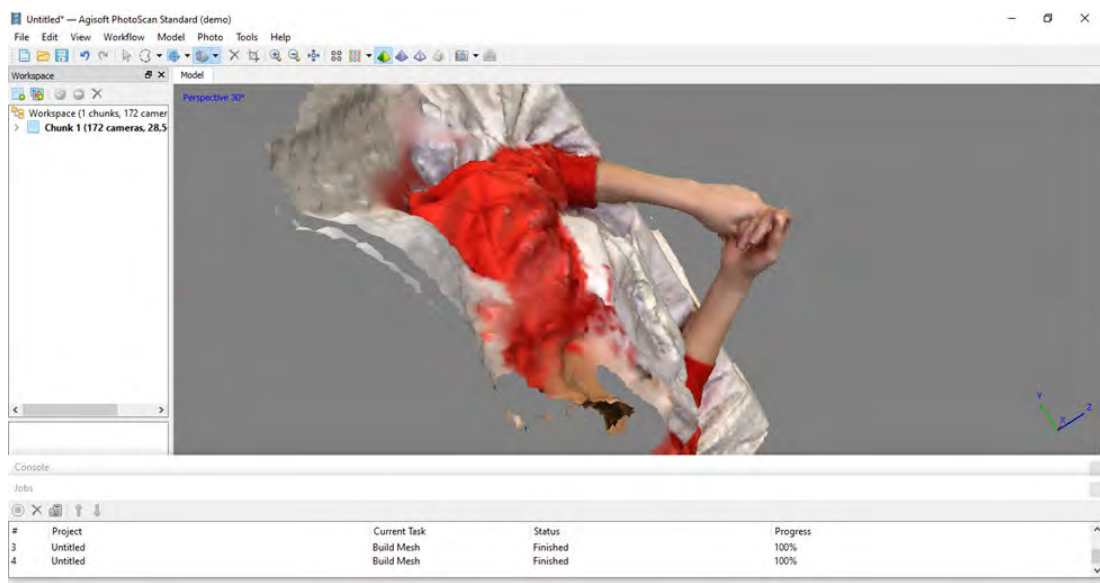 Untitled* — Agisoft PhotoScan Standard (demo)
File Edit View Workflow Model Photo Tools Help
Workspace
Model
Perspective 30°
Workspace (1 chunks, 172 camer
Chunk 1 (172 cameras, 28,5
Y
Z
X
Console
Jobs
# Project Current Task Status Progress
3 Untitled Build Mesh Finished 100%
4 Untitled Build Mesh Finished 100%